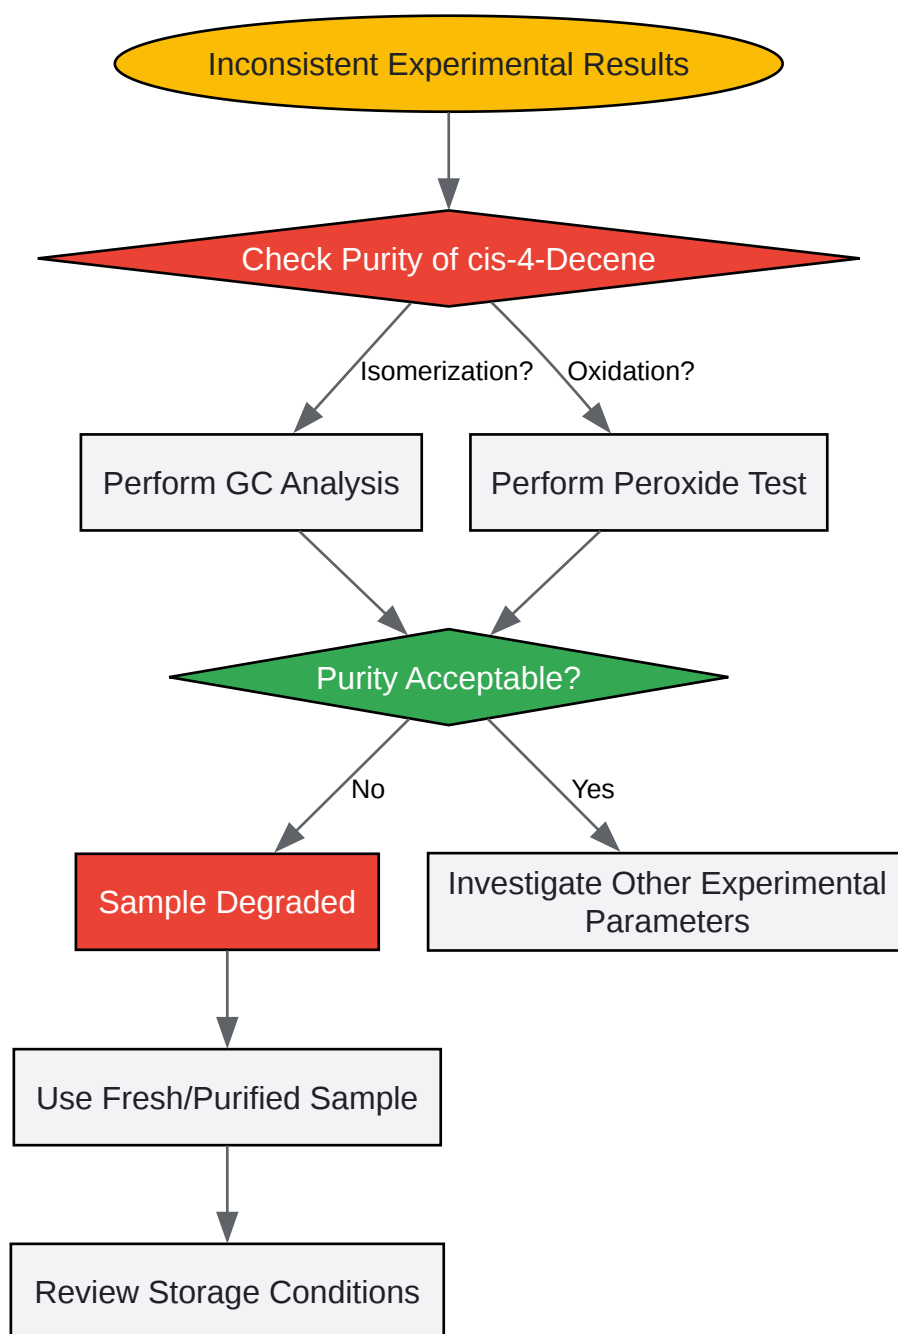 Inconsistent Experimental Results
Check Purity of cis-4-Decene
Isomerization?
Oxidation?
Perform GC Analysis
Perform Peroxide Test
Purity Acceptable?
No
Yes
Sample Degraded
Investigate Other Experimental
Parameters
Use Fresh/Purified Sample
Review Storage Conditions